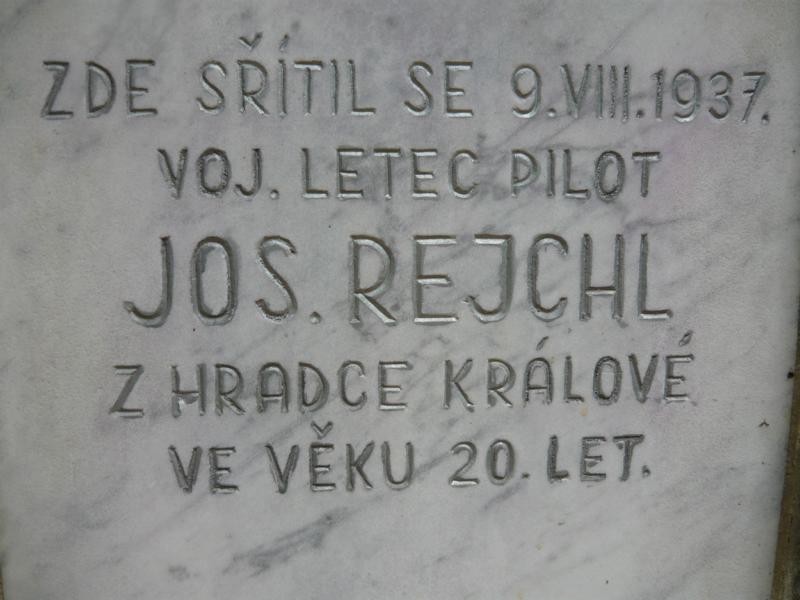 ZDE SŘÍTIL SE 9.VIII.1937.
VOJ. LETEC PILOT
JOS. REJCHL
Z HRADCE KRÁLOVÉ
VE VĚKU 20. LET.